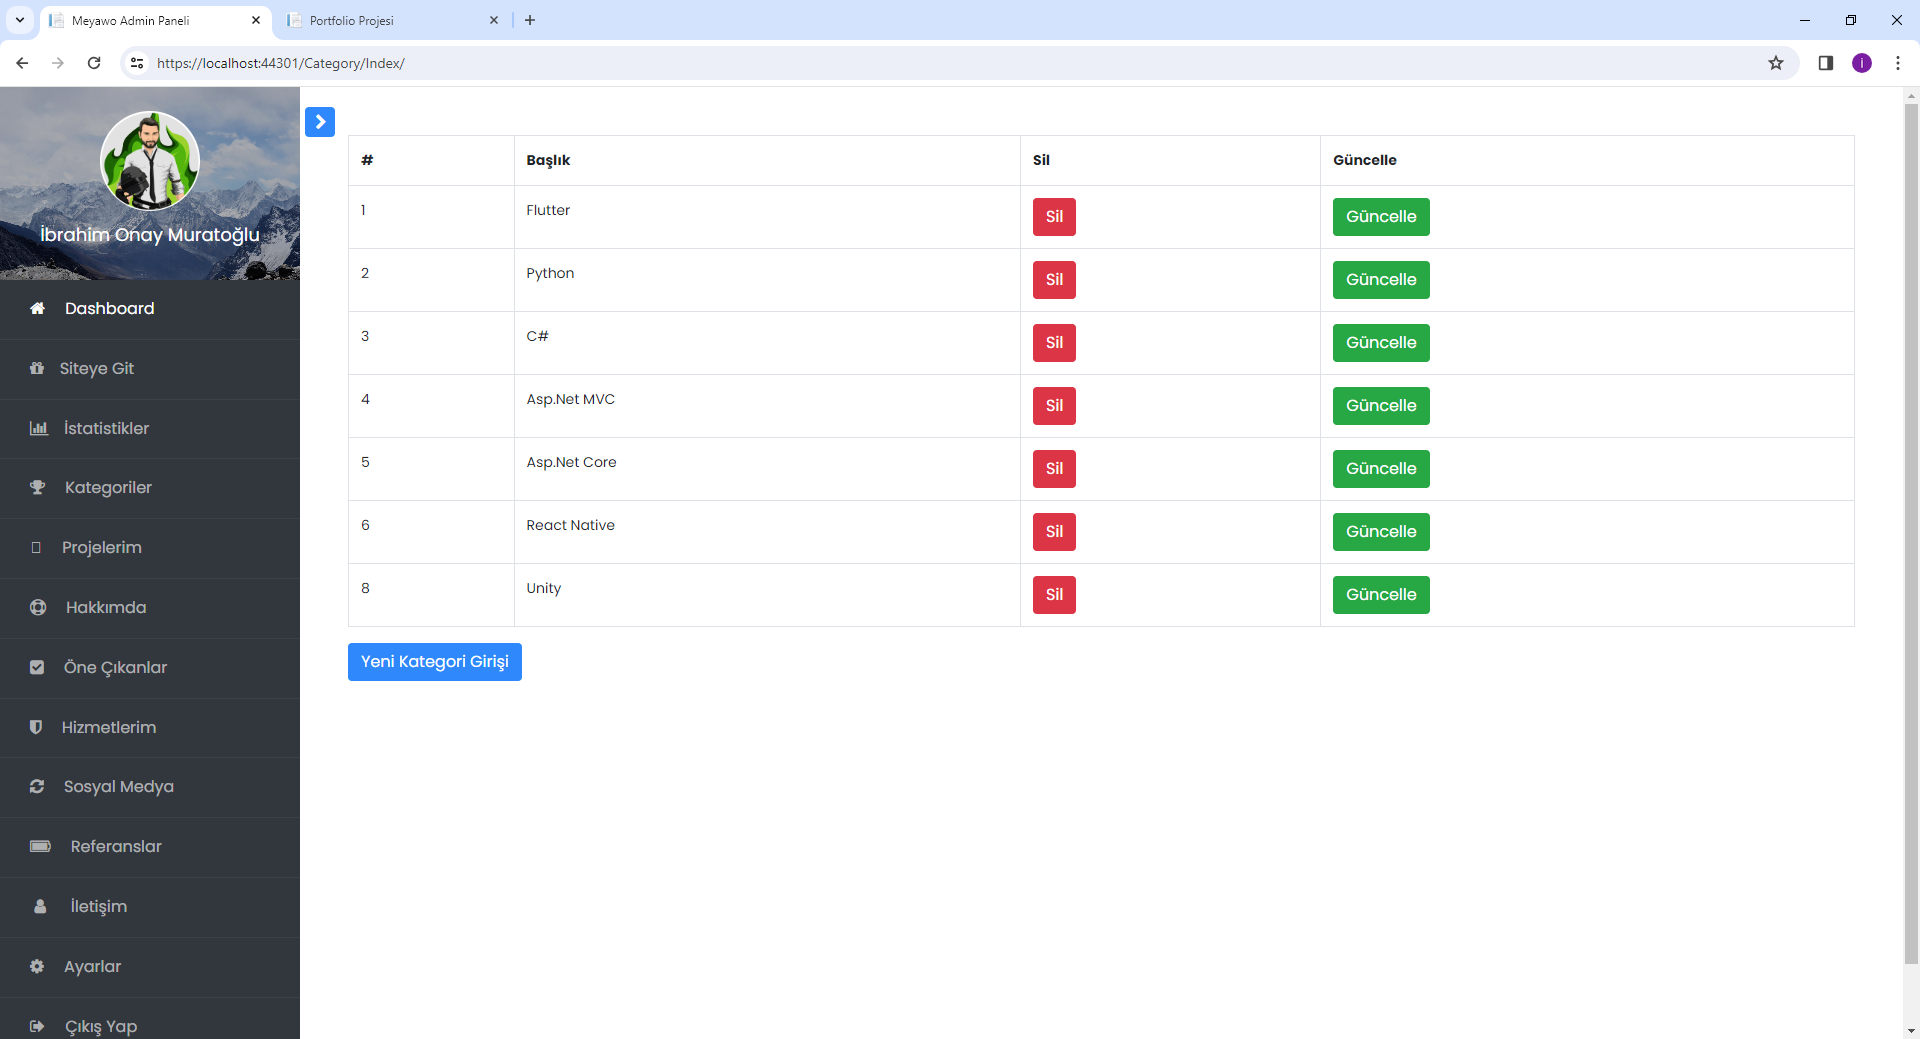 Meyawo Admin Paneli
Portfolio Projesi
https://localhost:44301/Category/Index/
i
İbrahim Onay Muratoğlu
Dashboard
Siteye Git
İstatistikler
Kategoriler
Projelerim
Hakkımda
Öne Çıkanlar
Hizmetlerim
Sosyal Medya
Referanslar
İletişim
Ayarlar
Çıkış Yap
# Başlık Sil Güncelle
1 Flutter Sil Güncelle
2 Python Sil Güncelle
3 C# Sil Güncelle
4 Asp.Net MVC Sil Güncelle
5 Asp.Net Core Sil Güncelle
6 React Native Sil Güncelle
8 Unity Sil Güncelle
Yeni Kategori Girişi